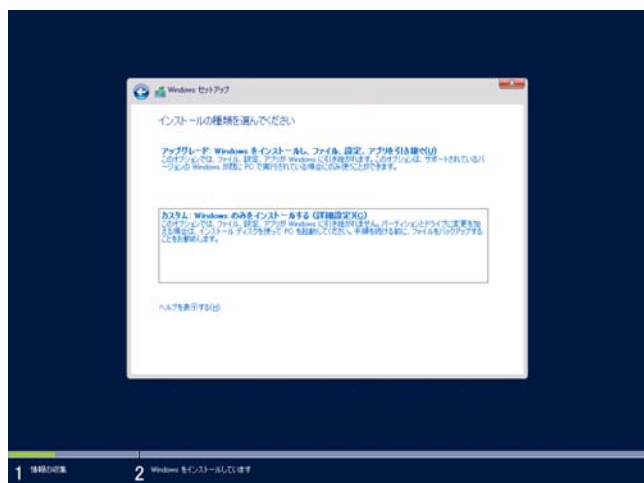 Windows セットアップ
インストールの種類を選んでください
アップグレード: Windows をインストールし、ファイル、設定、アプリを引き継ぐ(U)
このオプションでは、ファイル、設定、アプリが Windows に引き継がれます。このオプションは、サポートされているバ
ージョンの Windows が既に PC で実行されている場合にのみ使うことができます。
カスタム: Windows のみをインストールする (詳細設定)(C)
このオプションでは、ファイル、設定、アプリが Windows に引き継がれません。パーティションとドライブに変更を加
える場合は、インストール ディスクを使って PC を起動してください。手順を続ける前に、ファイルをバックアップする
ことをお勧めします。
ヘルプを表示する(H)
1 情報の収集
2 Windows をインストールしています